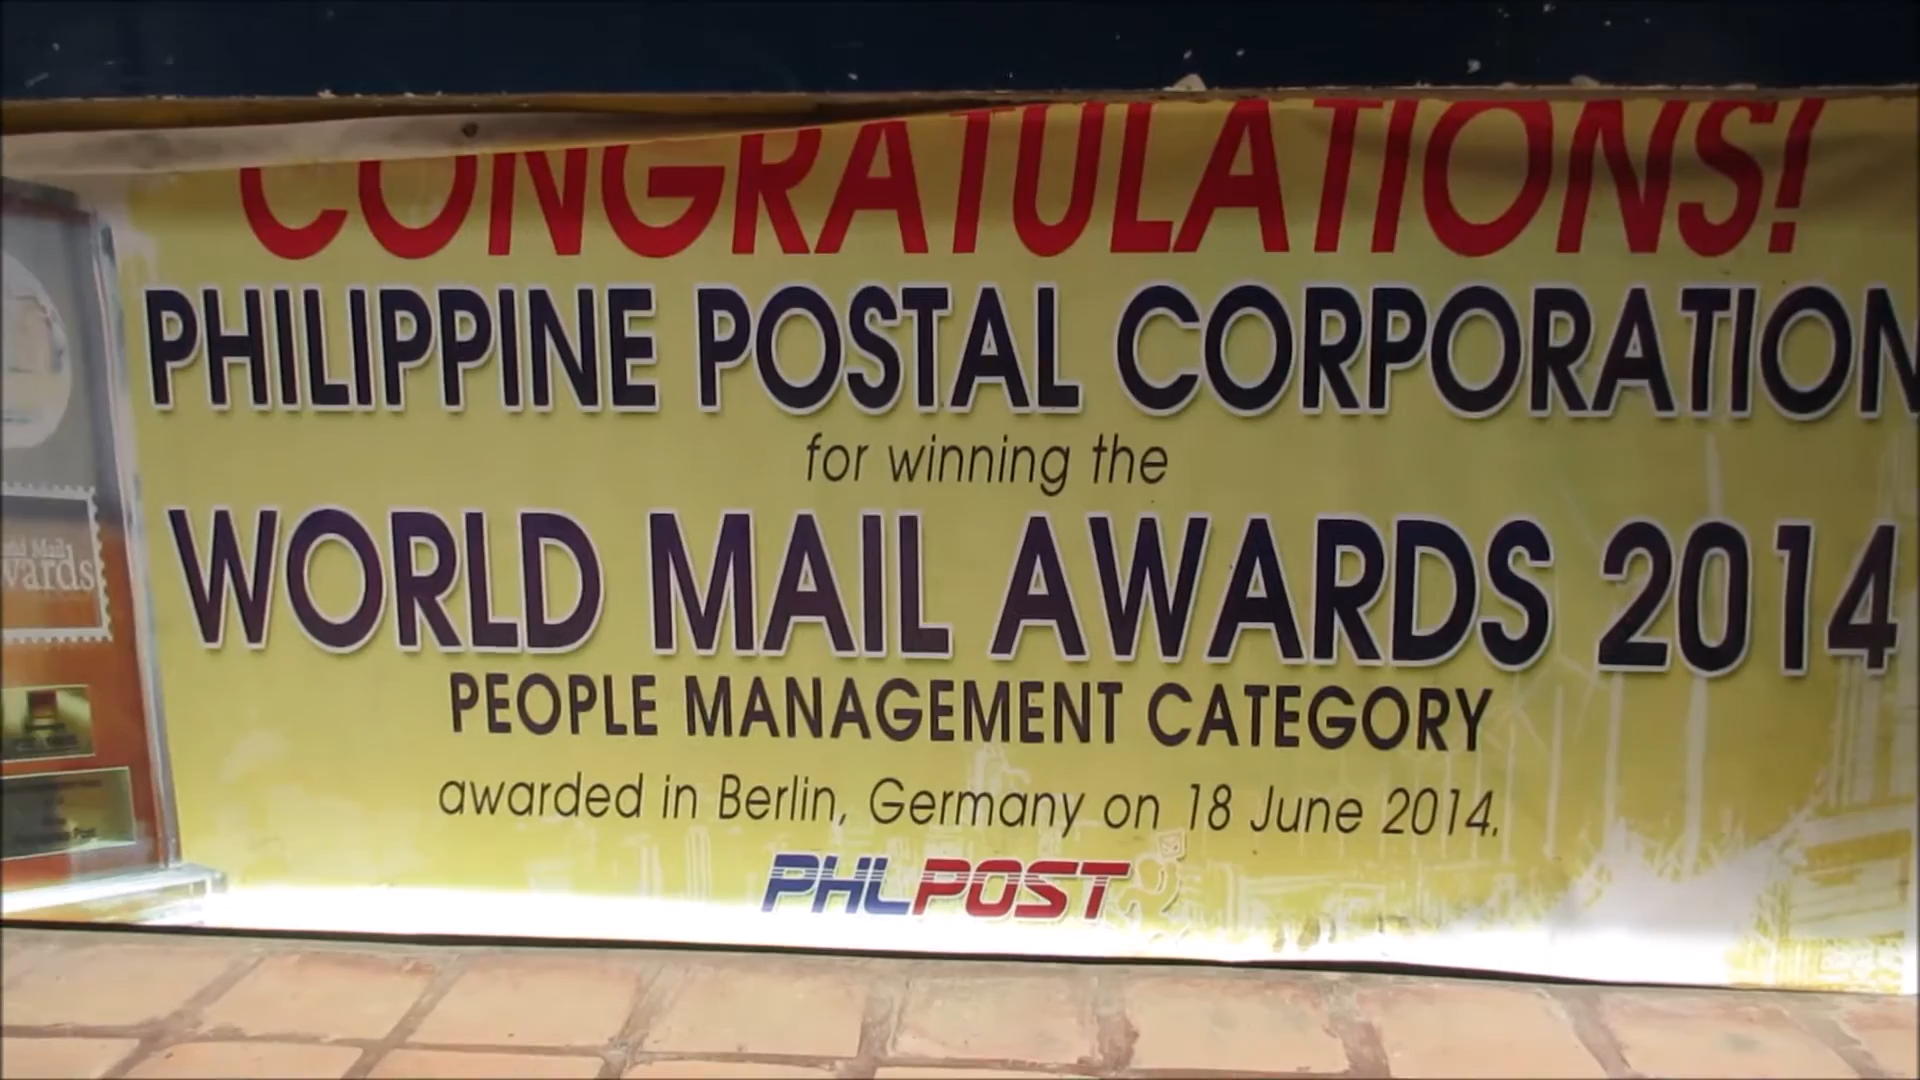 CONGRATULATIONS!
PHILIPPINE POSTAL CORPORATION
for winning the
WORLD MAIL AWARDS 2014
PEOPLE MANAGEMENT CATEGORY
awarded in Berlin, Germany on 18 June 2014.
PHLPOST
Mail